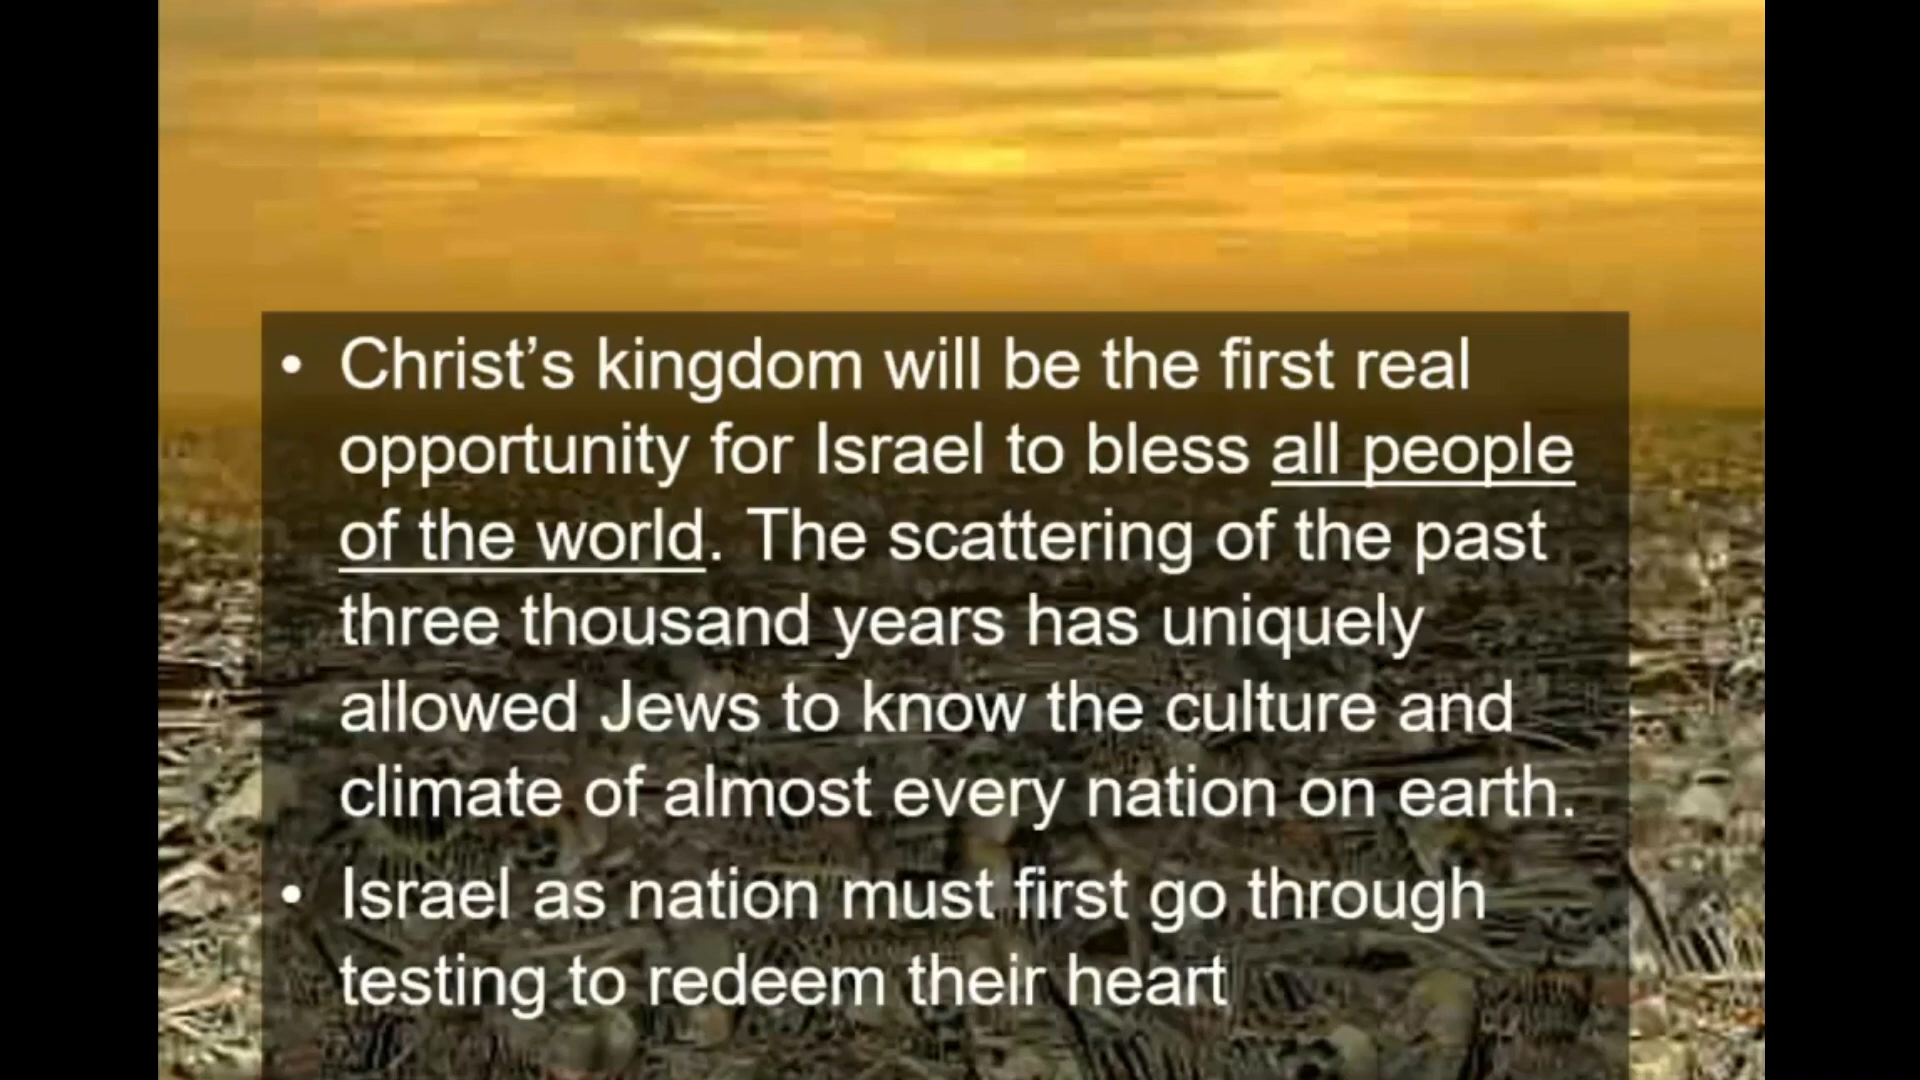 • Christ’s kingdom will be the first real
opportunity for Israel to bless all people
of the world. The scattering of the past
three thousand years has uniquely
allowed Jews to know the culture and
climate of almost every nation on earth.
• Israel as nation must first go through
testing to redeem their heart